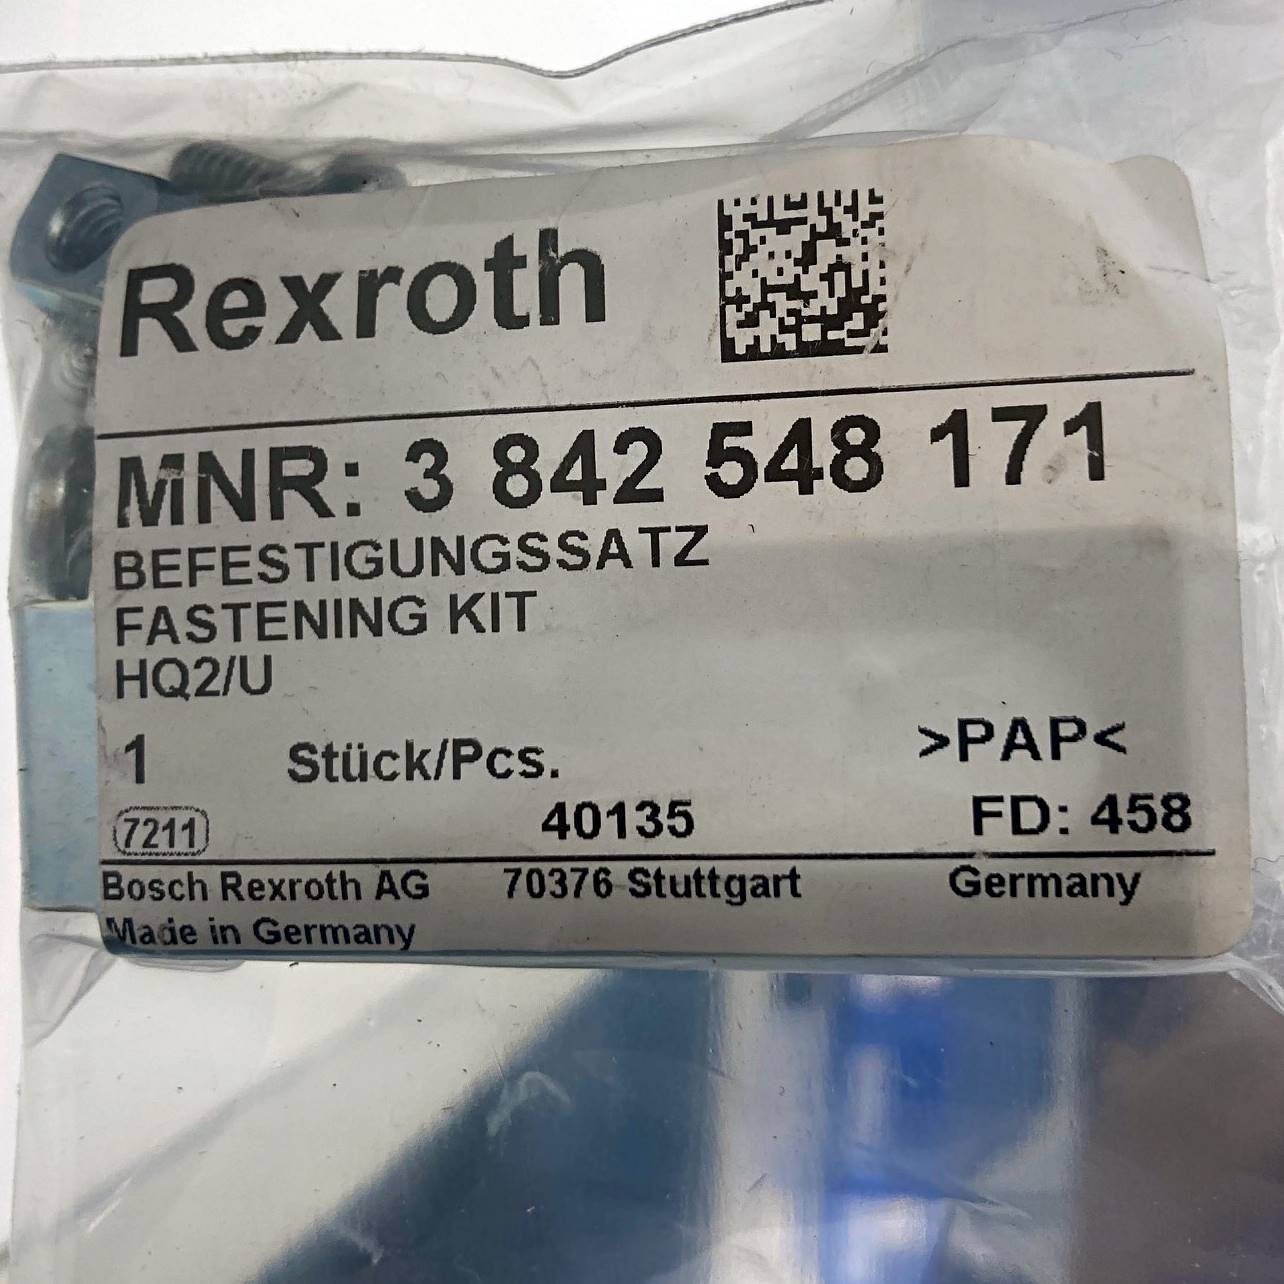 Rexroth
MNR: 3 842 548 171
BEFESTIGUNGSSATZ
FASTENING KIT
HQ2/U
1 Stück/Pcs.
>PAP<
7211 40135 FD: 458
Bosch Rexroth AG 70376 Stuttgart Germany
Made in Germany